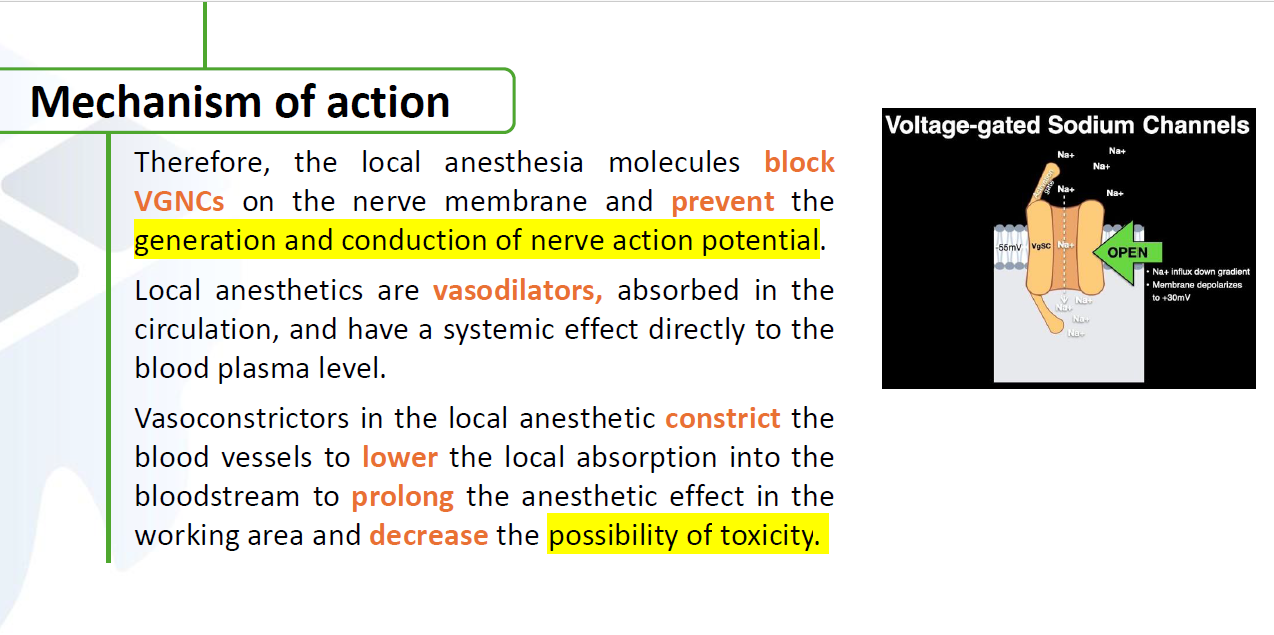 Mechanism of action
Therefore, the local anesthesia molecules block
VGNCs on the nerve membrane and prevent the
generation and conduction of nerve action potential.
Local anesthetics are vasodilators, absorbed in the
circulation, and have a systemic effect directly to the
blood plasma level.
Vasoconstrictors in the local anesthetic constrict the
blood vessels to lower the local absorption into the
bloodstream to prolong the anesthetic effect in the
working area and decrease the possibility of toxicity.
Voltage-gated Sodium Channels
Na+
Na+
Na+
Na+
Na+
-55mV
VgSC
Na+
OPEN
• Na+ influx down gradient
• Membrane depolarizes
to +30mV
Na+
Na+
Na+
Na+